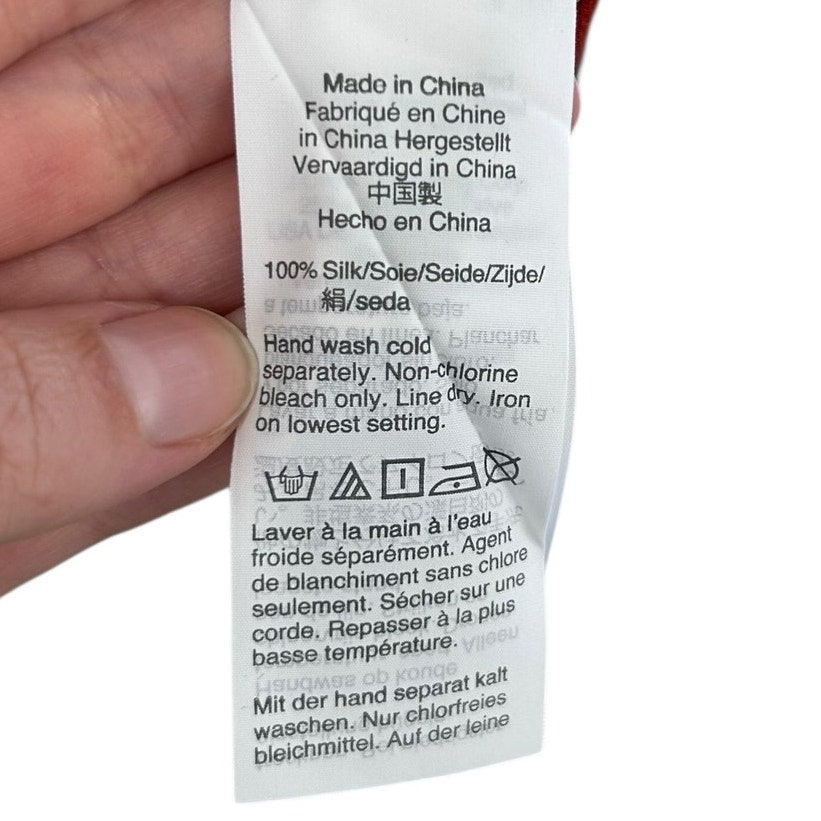 Made in China
Fabriqué en Chine
in China Hergestellt
Vervaardigd in China
中国製
Hecho en China
100% Silk/Soie/Seide/Zijde/
絹/seda
Hand wash cold
separately. Non-chlorine
bleach only. Line dry. Iron
on lowest setting.
Laver à la main à l'eau
froide séparément. Agent
de blanchiment sans chlore
seulement. Sécher sur une
corde. Repasser à la plus
basse température.
Mit der hand separat kalt
waschen. Nur chlorfreies
bleichmittel. Auf der leine